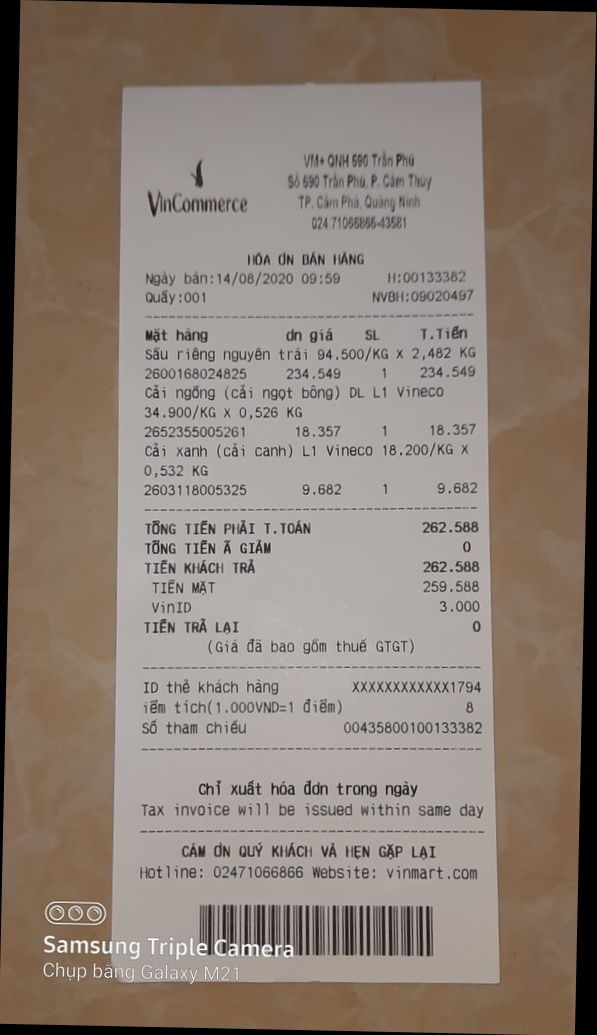 VinCommerce
VM+ QNH 590 Trần Phú
Số 590 Trần Phú, P. Cẩm Thủy
TP. Cẩm Phả, Quảng Ninh
024.71066866-43581
HÓA ƠN BÁN HÀNG
Ngày bán:14/08/2020 09:59 H:00133382
Quầy:001 NVBH:09020497
Mặt hàng ơn giá SL T.Tiền
Sầu riêng nguyên trái 94.500/KG X 2,482 KG
2600168024825 234.549 1 234.549
Cải ngồng (cải ngọt bông) DL L1 Vineco
34.900/KG X 0,526 KG
2652355005261 18.357 1 18.357
Cải xanh (cải canh) L1 Vineco 18.200/KG X
0,532 KG
2603118005325 9.682 1 9.682
TỔNG TIỀN PHẢI T.TOÁN 262.588
TỔNG TIỀN Ã GIẢM 0
TIỀN KHÁCH TRẢ 262.588
TIỀN MẶT 259.588
VinID 3.000
TIỀN TRẢ LẠI 0
(Giá đã bao gồm thuế GTGT)
ID thẻ khách hàng XXXXXXXXXXXX1794
iểm tích(1.000VND=1 điểm) 8
Số tham chiếu 00435800100133382
Chỉ xuất hóa đơn trong ngày
Tax invoice will be issued within same day
CÁM ƠN QUÝ KHÁCH VÀ HẸN GẶP LẠI
Hotline: 02471066866 Website: vinmart.com
Samsung Triple Camera
Chụp bằng Galaxy M21